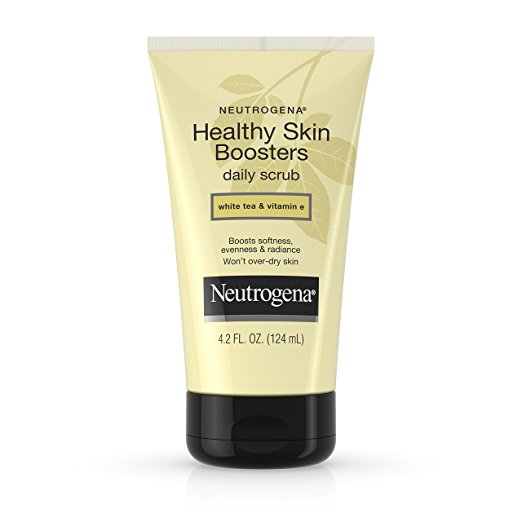 NEUTROGENA®
Healthy Skin
Boosters
daily scrub
white tea & vitamin e
Boosts softness,
evenness & radiance
Won't over-dry skin
Neutrogena®
4.2 FL. OZ. (124 mL)